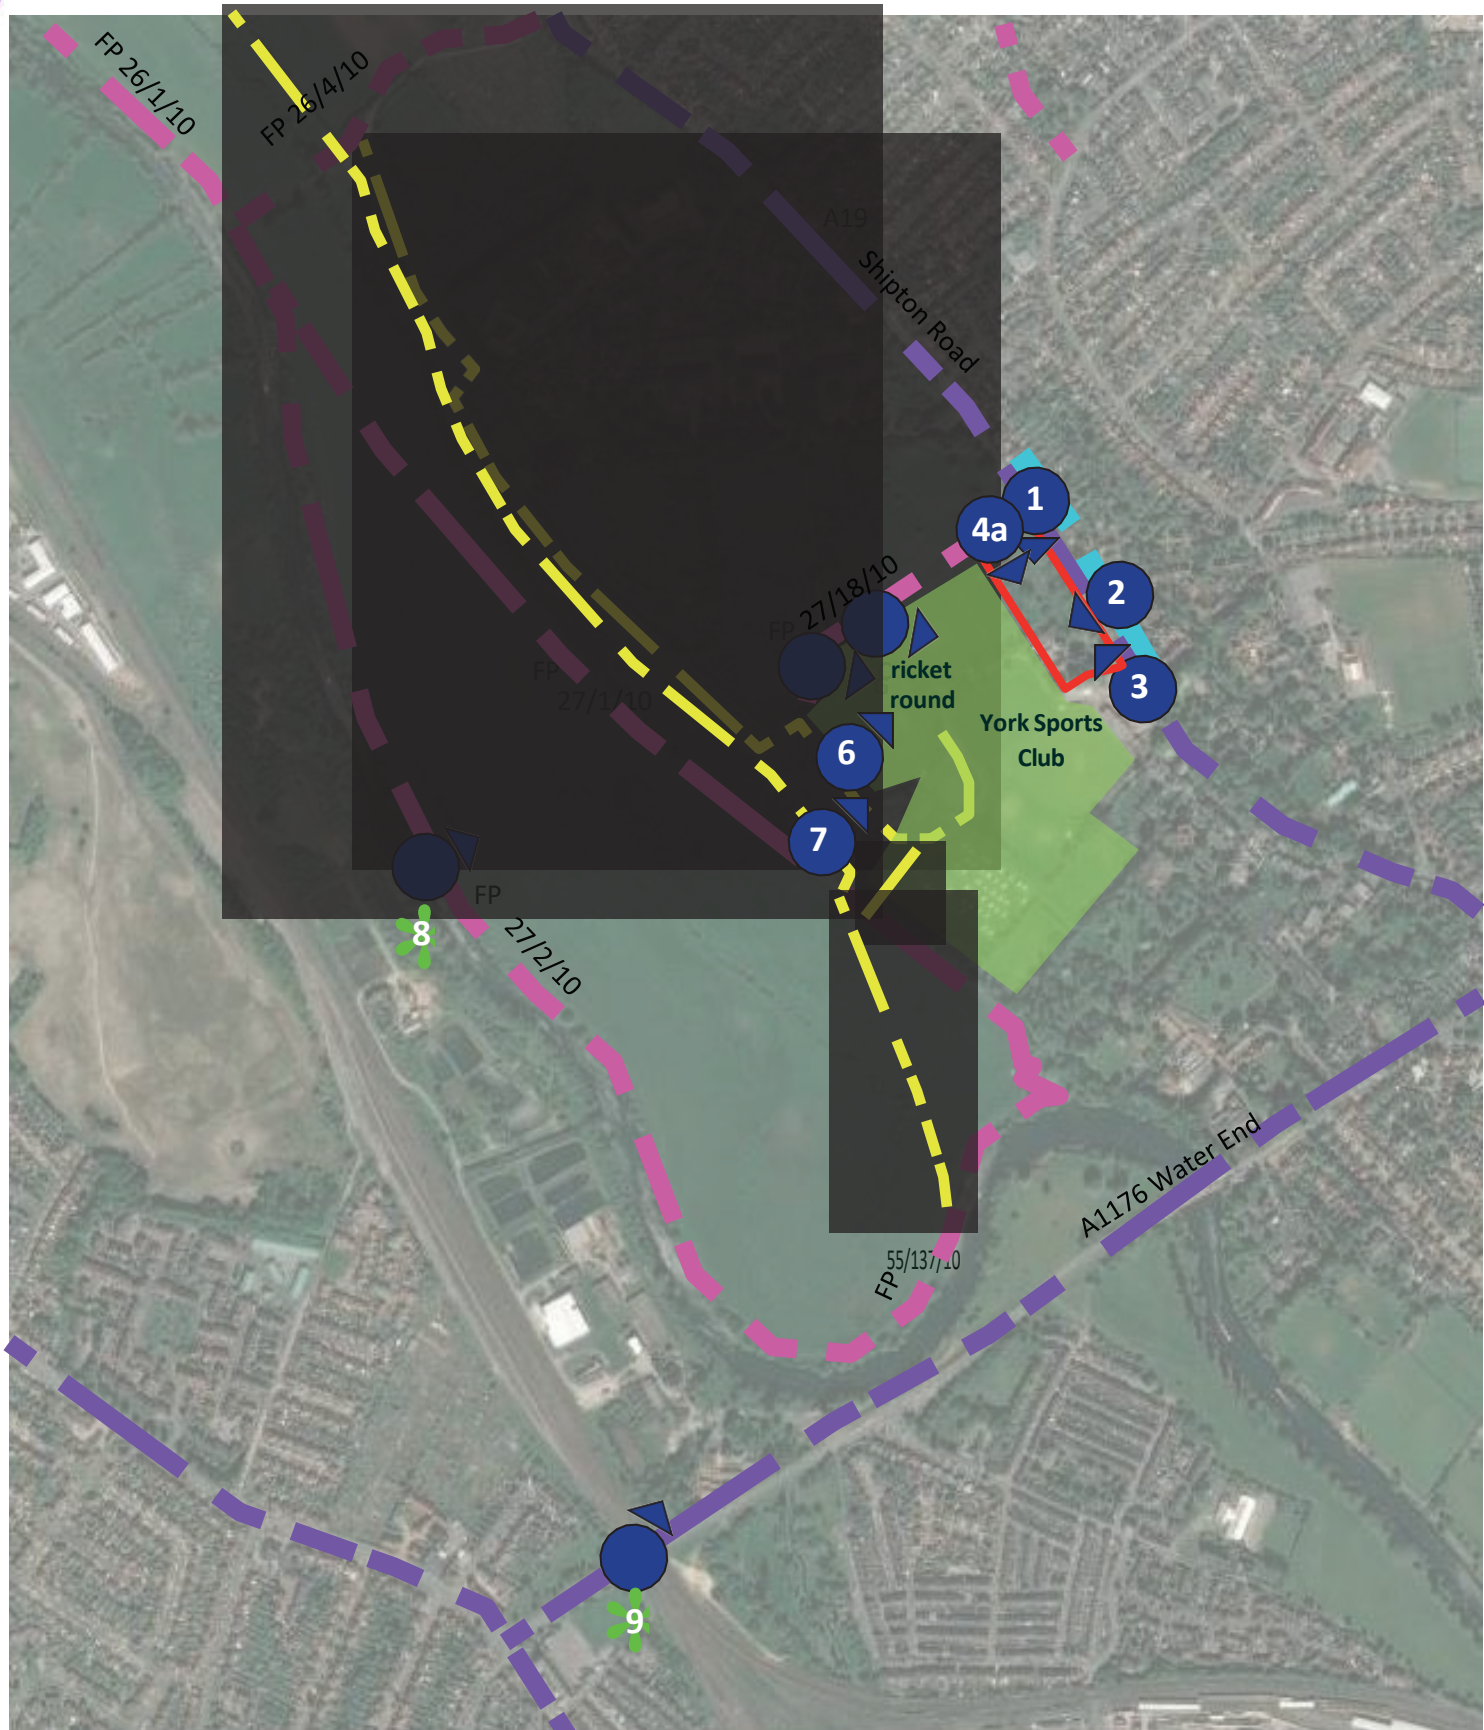 FP 26/1/10
FP 26/4/10
A19
Shipton Road
1
4a
2
27/18/10
FP
3
ricket
round
York Sports
Club
FP
27/1/10
6
7
FP
27/2/10
8
A1176 Water End
55/137/10
FP
9